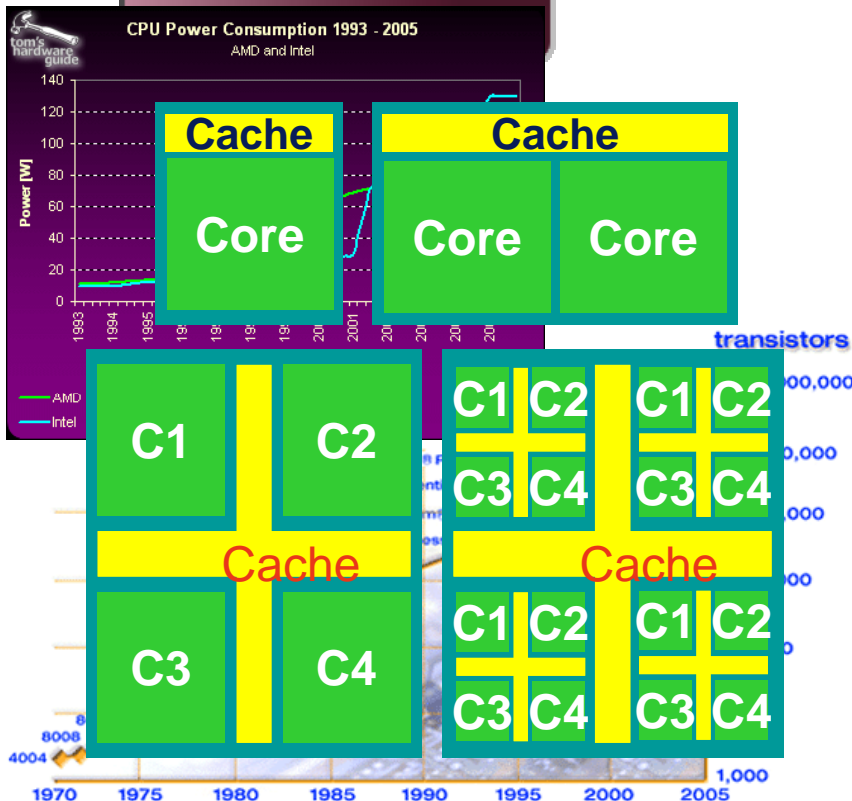 tom's
hardware
guide
CPU Power Consumption 1993 - 2005
AMD and Intel
Power [W]
140
120
100
80
60
40
20
0
1993
1994
1995
2001
AMD
Intel
Cache
Core
Cache
Core
Core
C1
C2
Cache
C3
C4
C1
C2
C1
C2
C3
C4
C3
C4
Cache
C1
C2
C1
C2
C3
C4
C3
C4
transistors
8008
4004
1,000
1970
1975
1980
1985
1990
1995
2000
2005